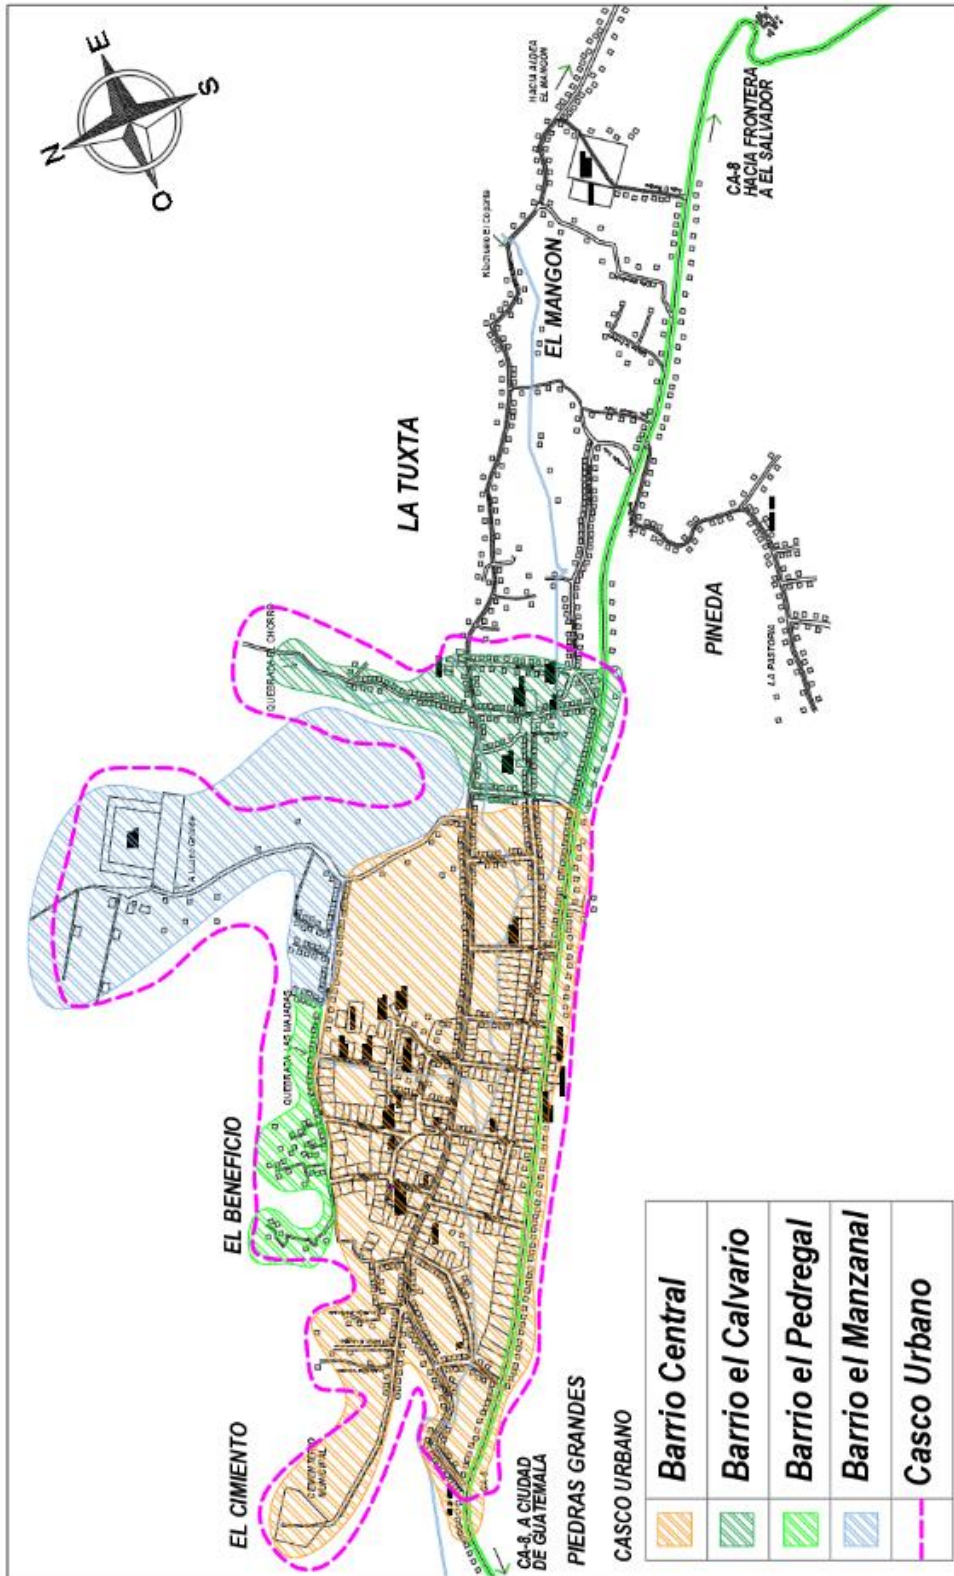 N
E
S
O
Hacia ALDEA
EL MANGON
CA-8
HACIA FRONTERA
A EL SALVADOR
EL MANGON
LA TUXTA
PINEDA
LA PASTORIA
QUEBRADA EL CHORRO
QUEBRADA LAS MAJADAS
EL BENEFICIO
EL CIMIENTO
CEMENTERIO
MUNICIPAL
CA-8, A CIUDAD
DE GUATEMALA
PIEDRAS GRANDES
CASCO URBANO
Barrio Central
Barrio el Calvario
Barrio el Pedregal
Barrio el Manzanal
Casco Urbano